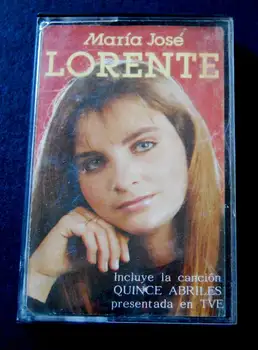 María José
LORENTE
Incluye la canción
QUINCE ABRILES
presentada en TVE